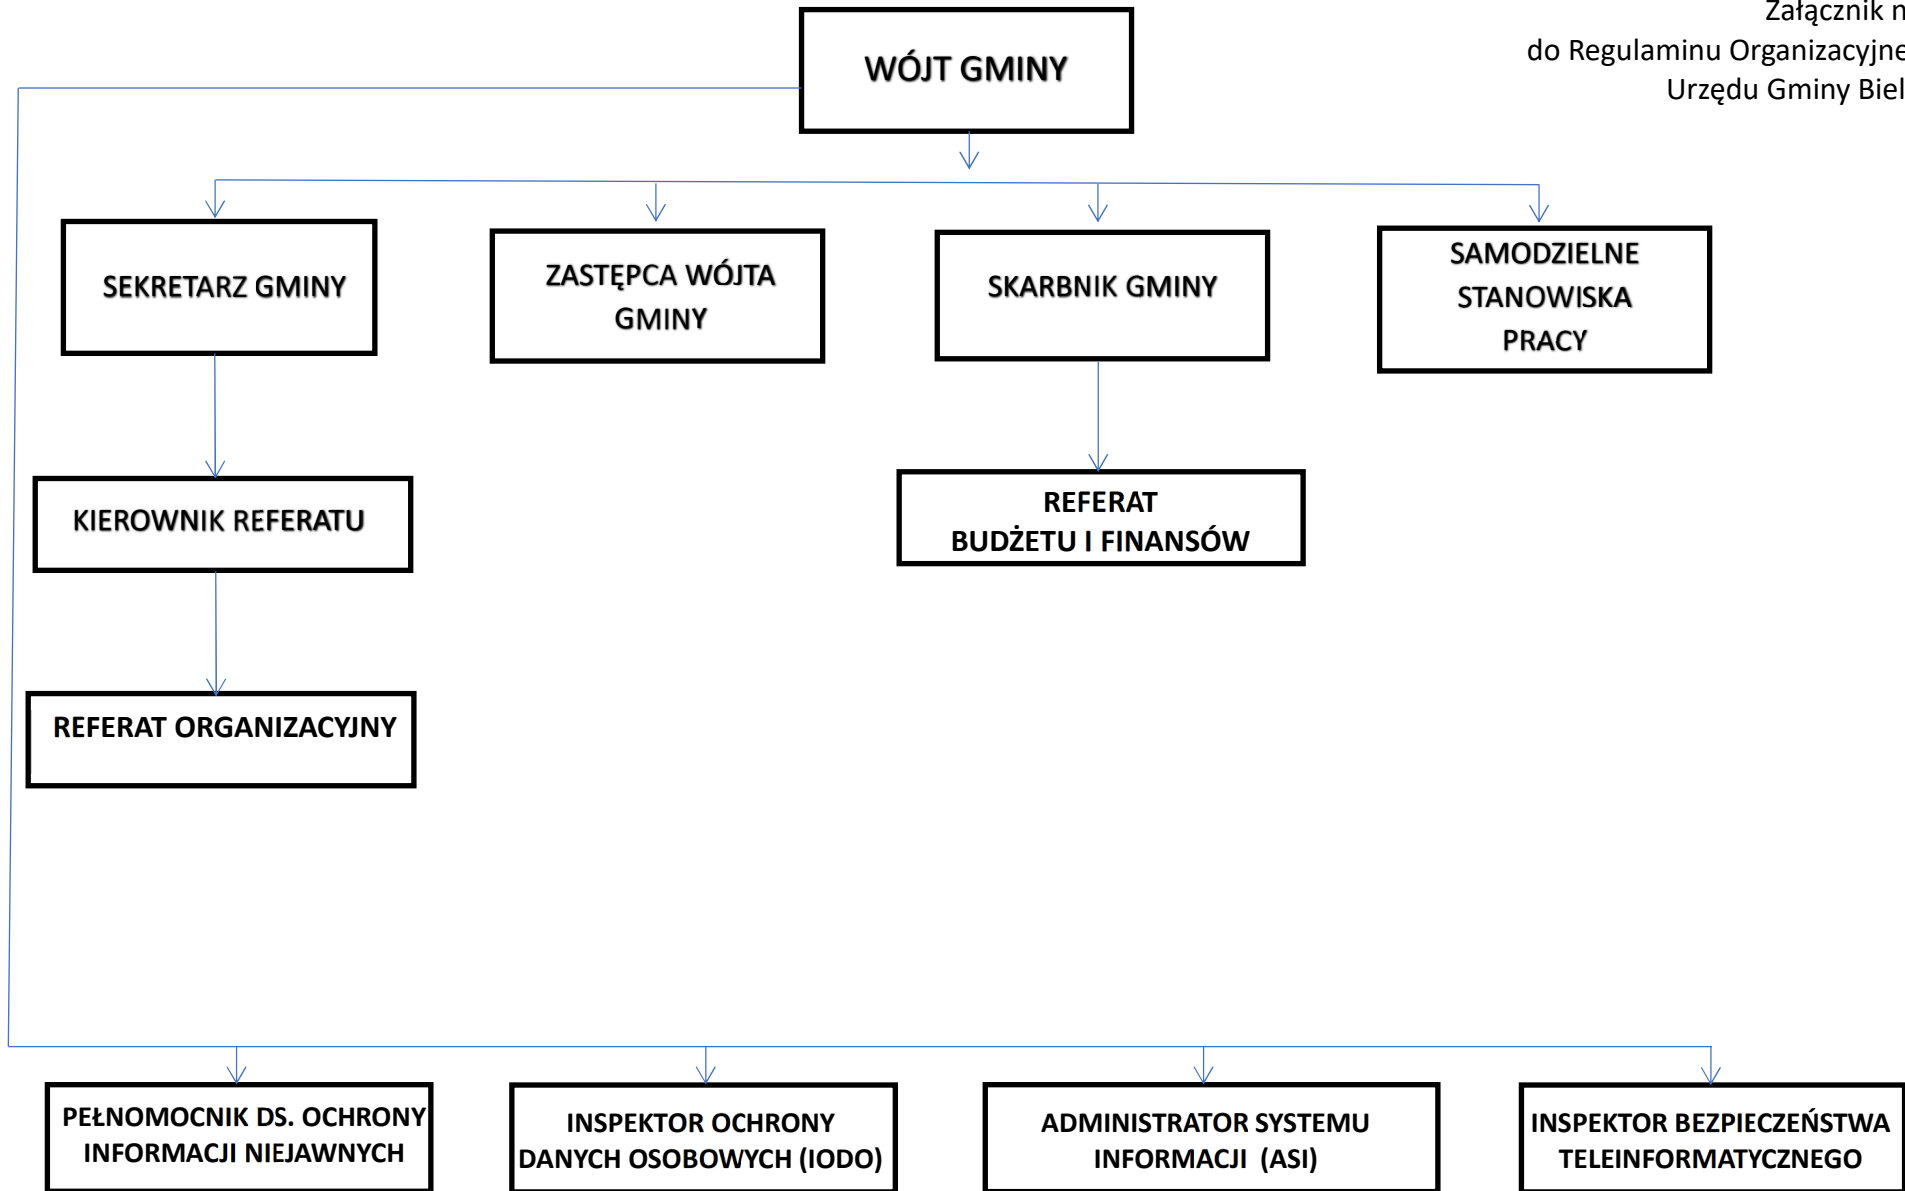 Załącznik
do Regulaminu
Urzędu Gminy
WÓJT GMINY
SEKRETARZ GMINY
ZASTĘPCA WÓJTA
GMINY
SKARBNIK GMINY
SAMODZIELNE
STANOWISKA
PRACY
KIEROWNIK REFERATU
REFERAT
BUDŻETU I FINANSÓW
REFERAT ORGANIZACYJNY
PEŁNOMOCNIK DS. OCHRONY
INFORMACJI NIEJAWNYCH
INSPEKTOR OCHRONY
DANYCH OSOBOWYCH (IODO)
ADMINISTRATOR SYSTEMU
INFORMACJI (ASI)
INSPEKTOR BEZPIECZEŃSTWA
TELEINFORMATYCZNEGO